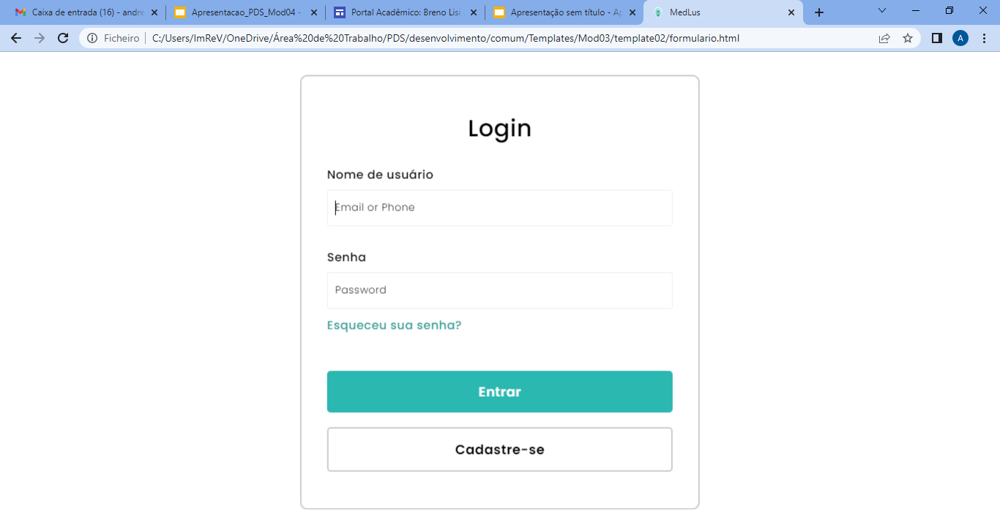 Caixa de entrada (16) - andre
Apresentacao_PDS_Mod04 -
Portal Acadêmico: Breno Lisi
Apresentação sem título - Ap
MedLus
Ficheiro
C:/Users/ImReV/OneDrive/Área%20de%20Trabalho/PDS/desenvolvimento/comum/Templates/Mod03/template02/formulario.html
A
Login
Nome de usuário
Email or Phone
Senha
Password
Esqueceu sua senha?
Entrar
Cadastre-se